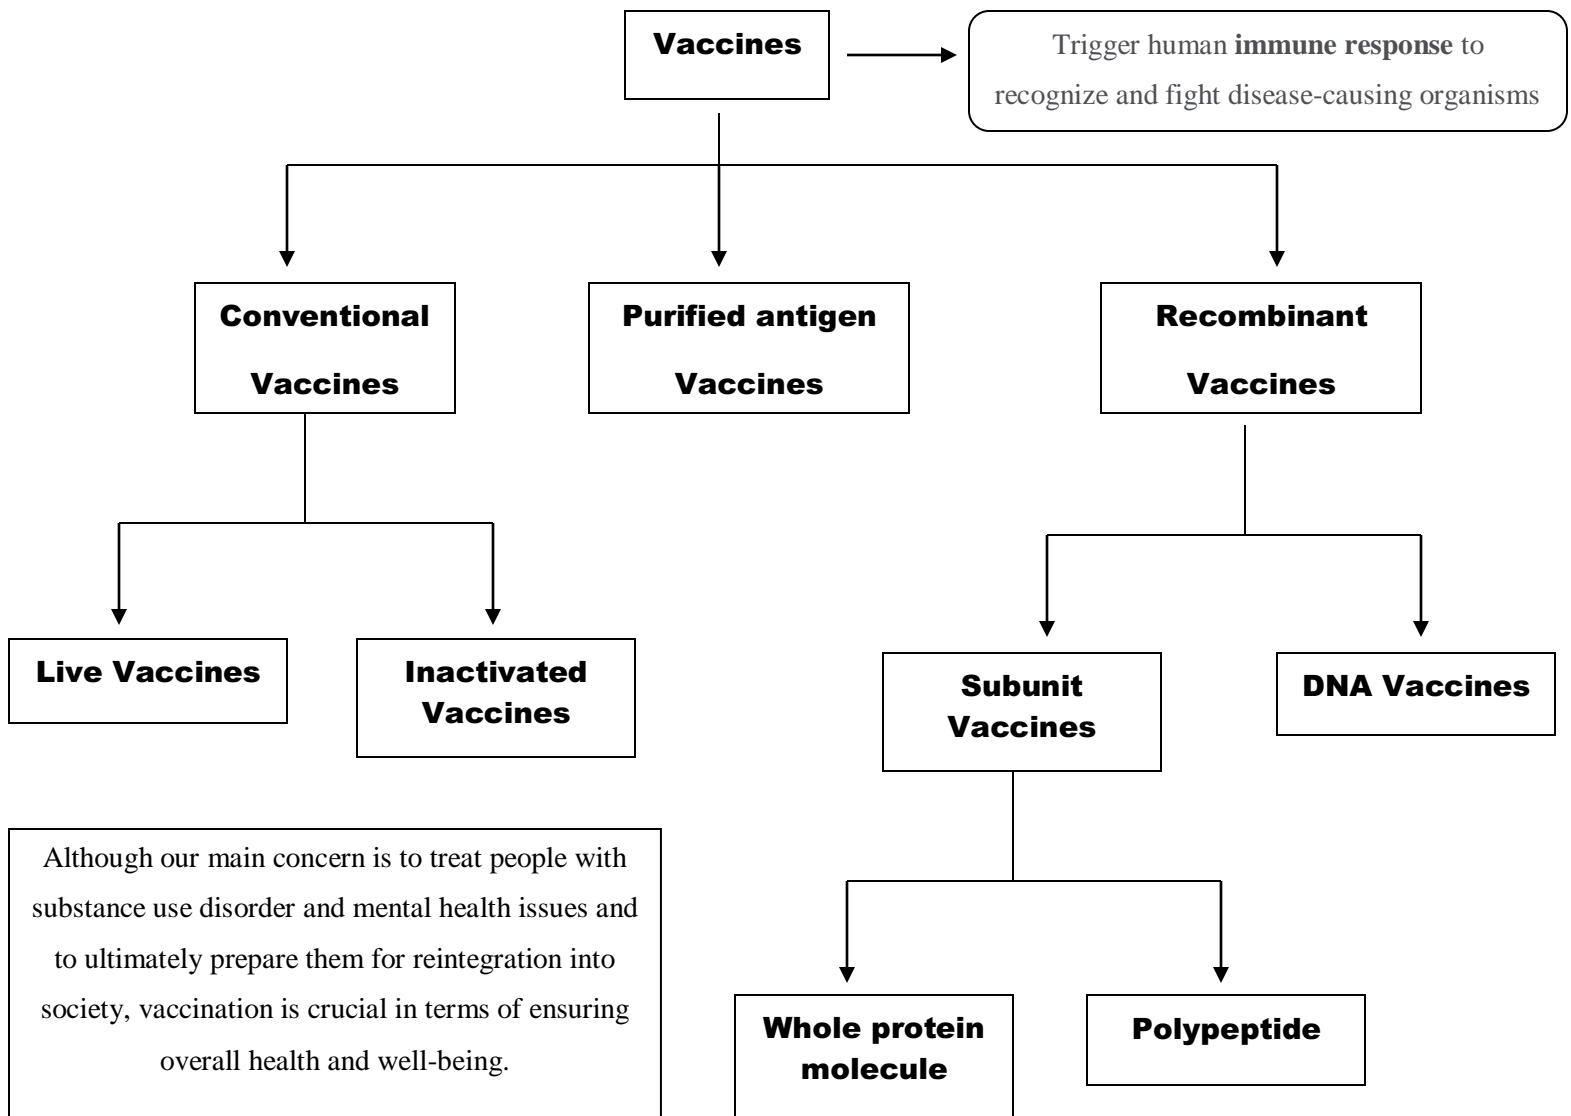 Vaccines
Trigger human immune response to
recognize and fight disease-causing organisms
Conventional
Vaccines
Purified antigen
Vaccines
Recombinant
Vaccines
Live Vaccines
Inactivated
Vaccines
Subunit
Vaccines
DNA Vaccines
Although our main concern is to treat people with
substance use disorder and mental health issues and
to ultimately prepare them for reintegration into
society, vaccination is crucial in terms of ensuring
overall health and well-being.
Whole protein
molecule
Polypeptide